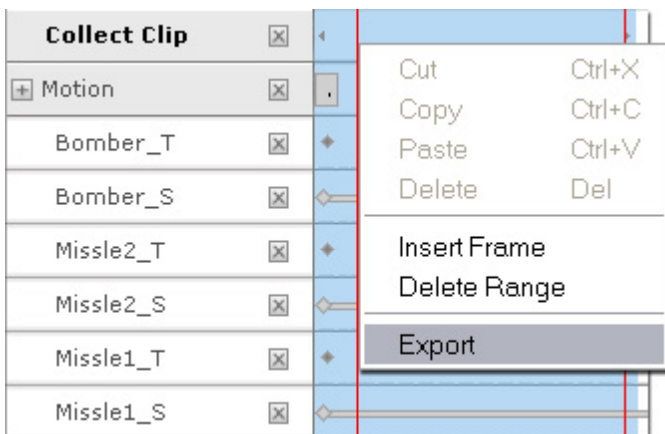 Collect Clip
Motion
Bomber_T
Bomber_S
Missle2_T
Missle2_S
Missle1_T
Missle1_S
Cut Ctrl+X
Copy Ctrl+C
Paste Ctrl+V
Delete Del
Insert Frame
Delete Range
Export